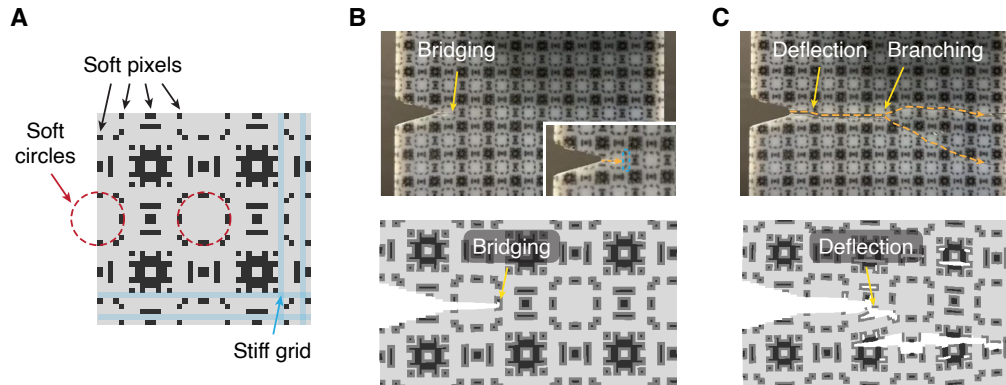 A
B
C
Soft pixels
Soft
circles
Stiff grid
Bridging
Deflection
Branching
Bridging
Deflection